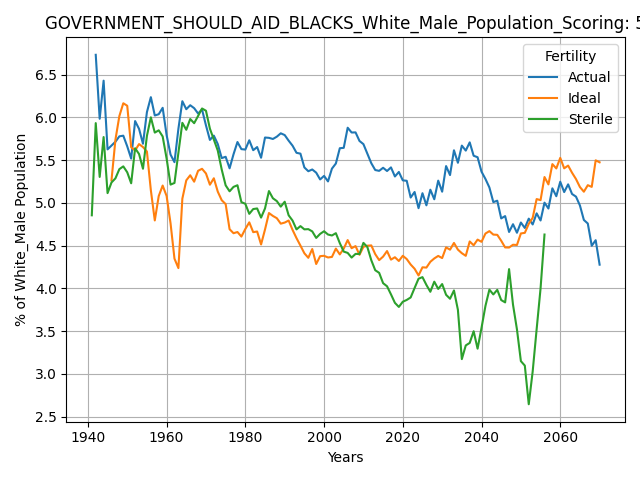 GOVERNMENT_SHOULD_AID_BLACKS_White_Male_Population_Scoring: 5
Fertility
Actual
Ideal
Sterile
% of White_Male Population
6.5
6.0
5.5
5.0
4.5
4.0
3.5
3.0
2.5
1940 1960 1980 2000 2020 2040 2060
Years